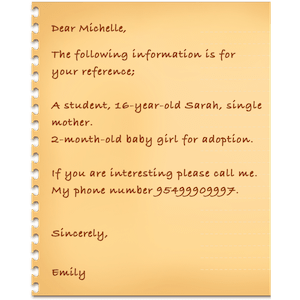 Dear Michelle,
The following information is for
your reference;
A student, 16-year-old Sarah, single
mother.
2-month-old baby girl for adoption.
If you are interesting please call me.
My phone number 95499909997.
Sincerely,
Emily